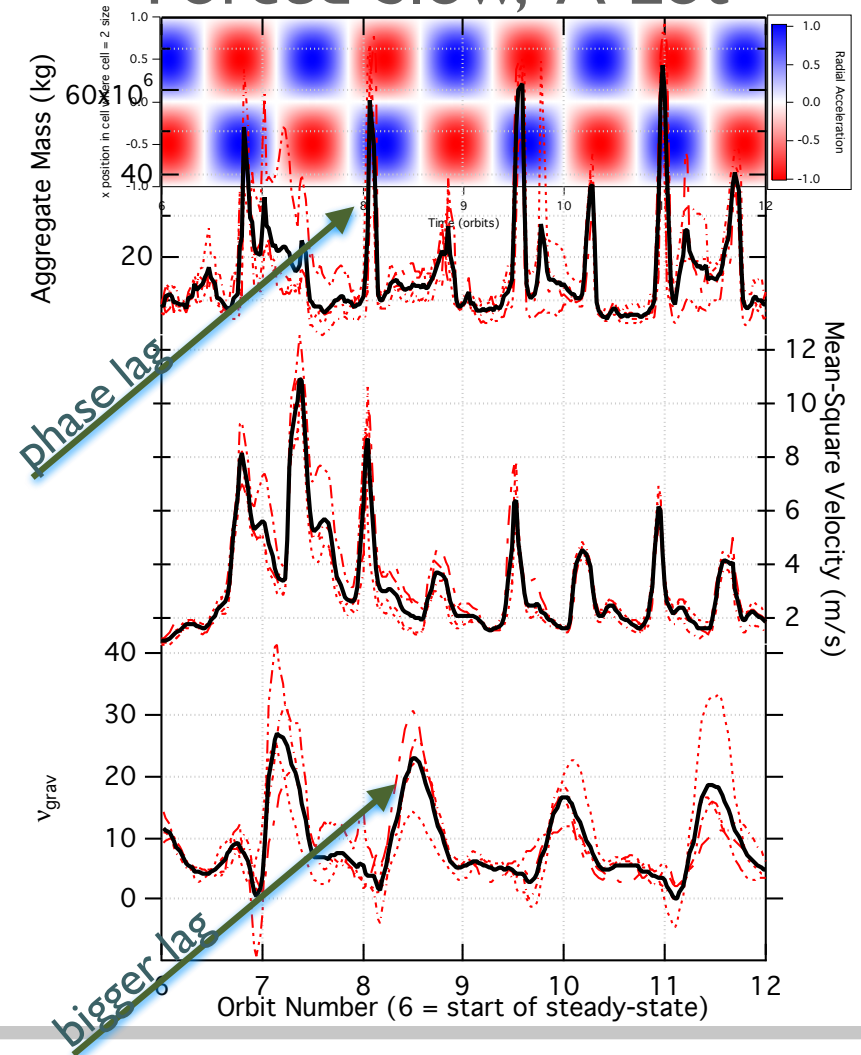 Forced Slow, A Lot
x position in cell where cell = 2 size
1.0
0.5
0.0
-0.5
-1.0
6 7 8 9 10 11 12
Time (orbits)
1.0
0.5
0.0
-0.5
-1.0
Radial Acceleration
Aggregate Mass (kg)
60x10⁶
40
20
phase lag
12
10
8
6
4
2
Mean-Square Velocity (m/s)
40
30
20
10
0
νgrav
bigger lag
6 7 8 9 10 11 12
Orbit Number (6 = start of steady-state)